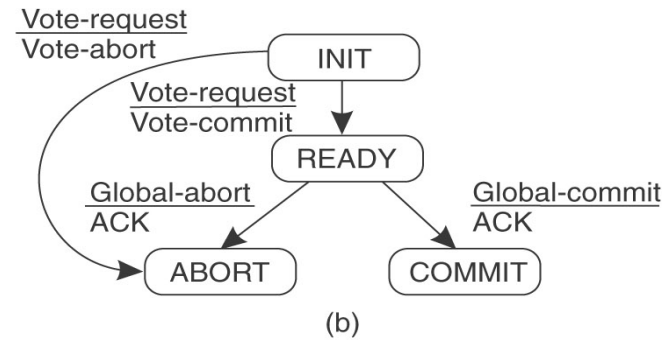 Vote-request
Vote-abort
INIT
Vote-request
Vote-commit
READY
Global-abort
ACK
Global-commit
ACK
ABORT
COMMIT
(b)